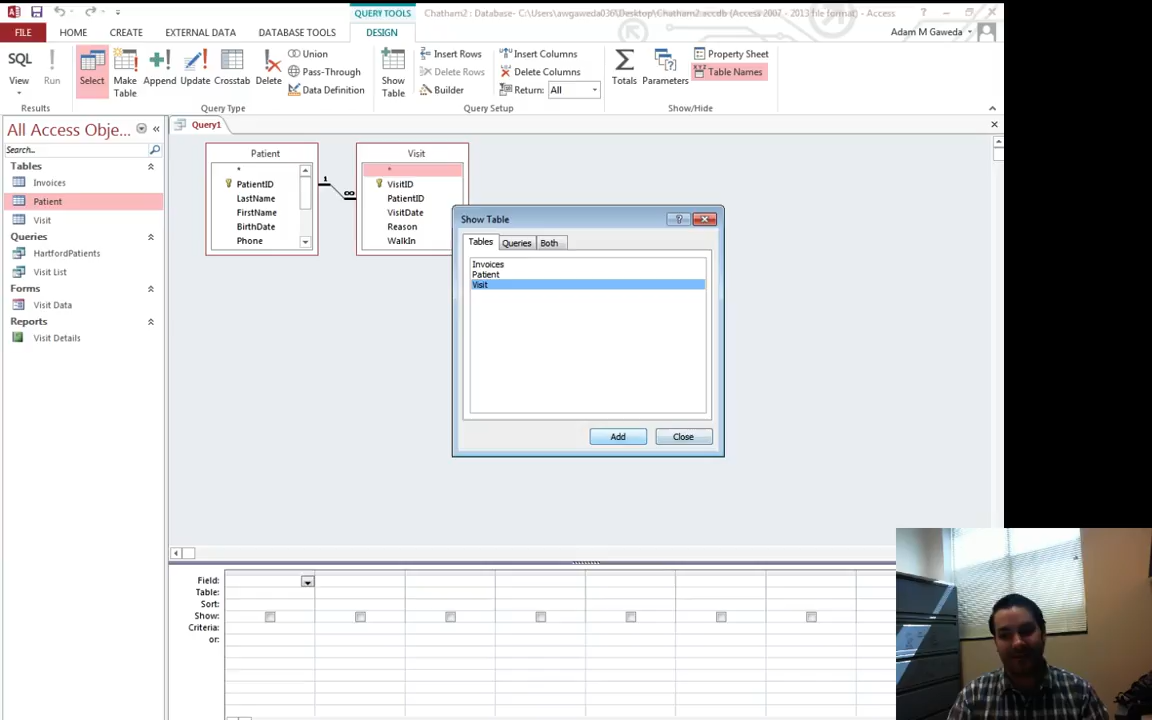 QUERY TOOLS
Chatham2 : Database- C:\Users\awgaweda036\Desktop\Chatham2.accdb (Access 2007 - 2013 file format) - Access
FILE HOME CREATE EXTERNAL DATA DATABASE TOOLS DESIGN Adam M Gaweda
View
SQL
Run
Results
Select
Make Table
Append
Update
Crosstab
Delete
Union
Pass-Through
Data Definition
Query Type
Show Table
Insert Rows
Delete Rows
Builder
Insert Columns
Delete Columns
Return: All
Query Setup
Totals
Parameters
Property Sheet
Table Names
Show/Hide
All Access Obje...
Search...
Tables
Invoices
Patient
Visit
Queries
HartfordPatients
Visit List
Forms
Visit Data
Reports
Visit Details
Query1
Patient
*
PatientID
LastName
FirstName
BirthDate
Phone
1
∞
Visit
*
VisitID
PatientID
VisitDate
Reason
WalkIn
Show Table
Tables Queries Both
Invoices
Patient
Visit
Add Close
Field:
Table:
Sort:
Show:
Criteria:
or: